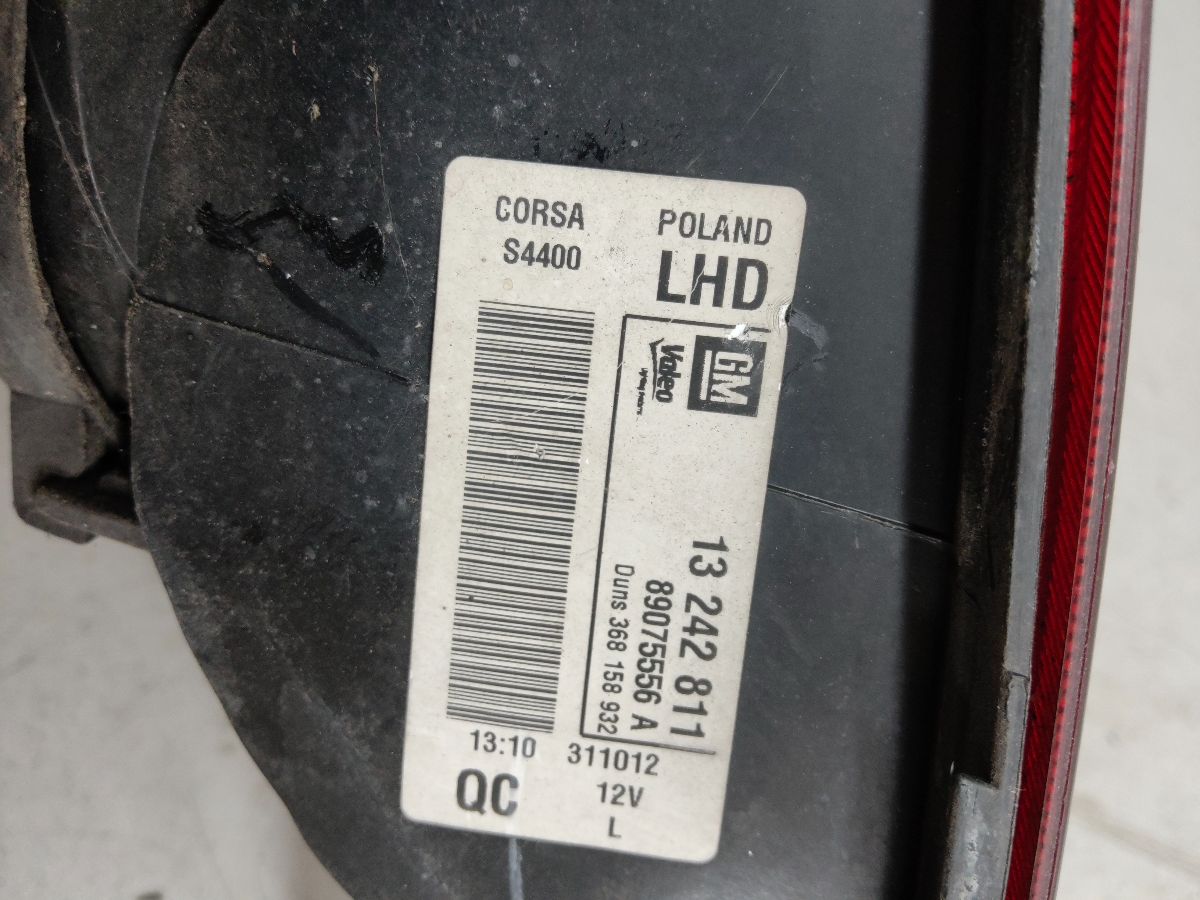 CORSA
S4400
POLAND
LHD
GM
Valeo
13 242 811
89075556 A
Duns 368 158 932
13:10
311012
QC
12V
L